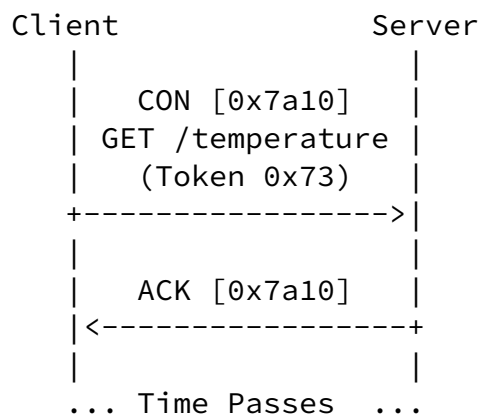 Client Server
CON [0x7a10]
GET /temperature
(Token 0x73)
ACK [0x7a10]
... Time Passes ...